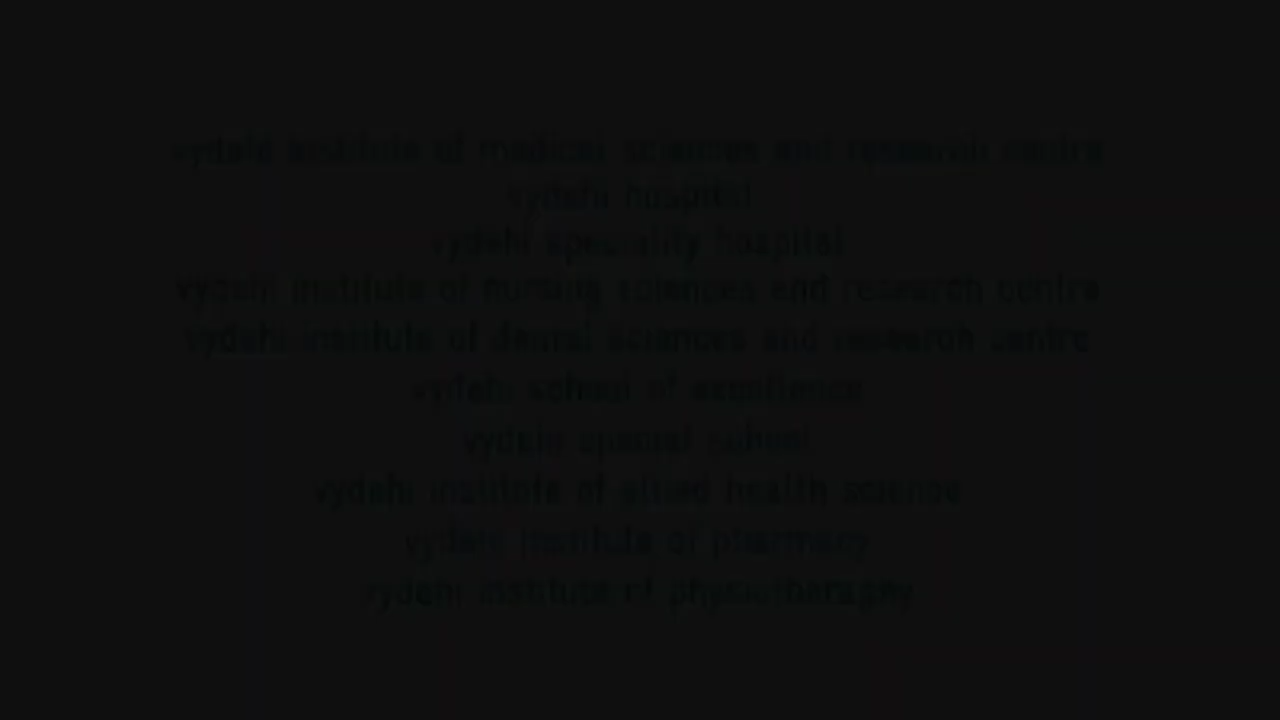 vydehi institute of medical sciences and research centre
vydehi hospital
vydehi speciality hospital
vydehi institute of nursing sciences and research centre
vydehi institute of dental sciences and research centre
vydehi school of excellence
vydehi special school
vydehi institute of allied health science
vydehi institute of pharmacy
vydehi institute of physiotheraphy